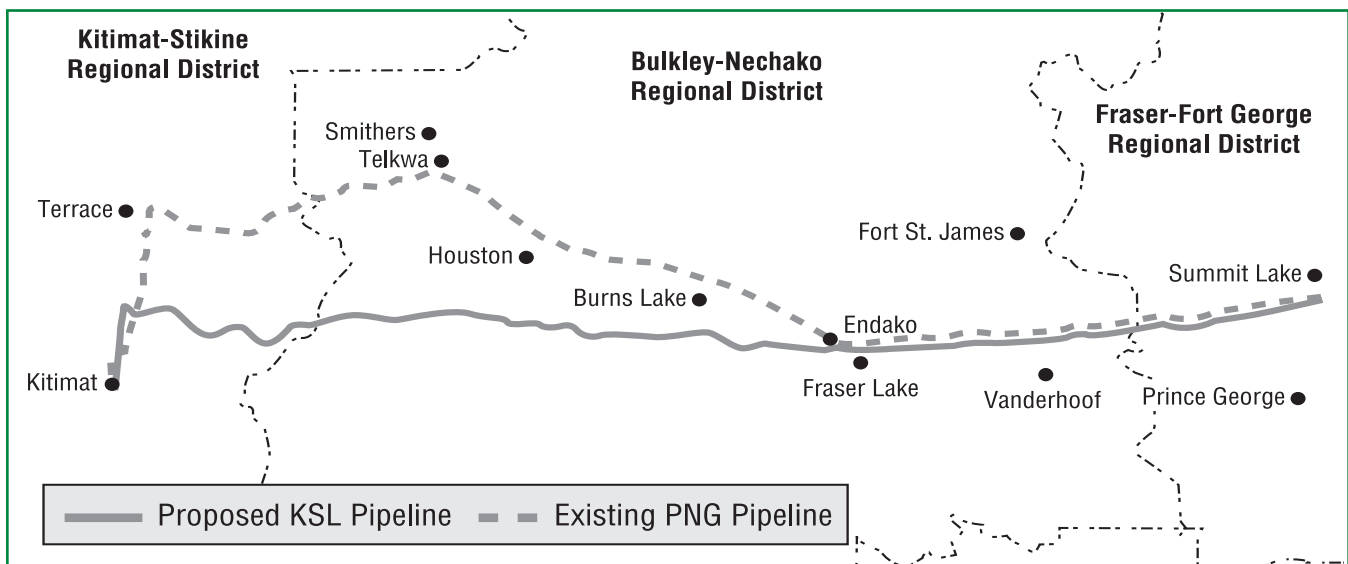 Kitimat-Stikine
Regional District
Bulkley-Nechako
Regional District
Fraser-Fort George
Regional District
Smithers
Telkwa
Terrace
Fort St. James
Houston
Summit Lake
Burns Lake
Endako
Kitimat
Fraser Lake
Vanderhoof
Prince George
Proposed KSL Pipeline
Existing PNG Pipeline